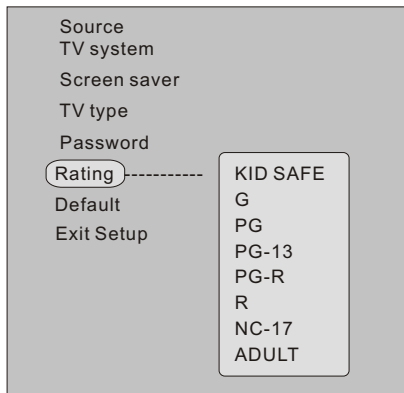 Source
TV system
Screen saver
TV type
Password
Rating
Default
Exit Setup
KID SAFE
G
PG
PG-13
PG-R
R
NC-17
ADULT